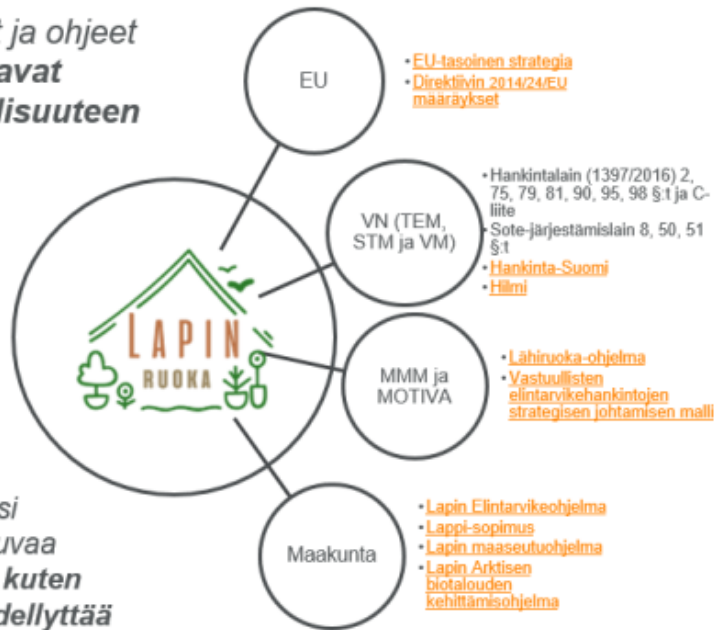 t ja ohjeet
avat
lisuuteen
EU
• EU-tasoinen strategia
• Direktiivin 2014/24/EU
määräykset
VN (TEM,
STM ja VM)
• Hankintalain (1397/2016) 2,
75, 79, 81, 90, 95, 98 §:t ja C-
liite
• Sote-järjestämislain 8, 50, 51
§:t
• Hankinta-Suomi
• Hilmi
LAPIN
RUOKA
MMM ja
MOTIVA
• Lähiruoka-ohjelma
• Vastuullisten
elintarvikehankintojen
strategisen johtamisen malli
si
uvaa
kuten
dellyttää
Maakunta
• Lapin Elintarvikeohjelma
• Lappi-sopimus
• Lapin maaseutuohjelma
• Lapin Arktisen
biotalouden
kehittämisohjelma